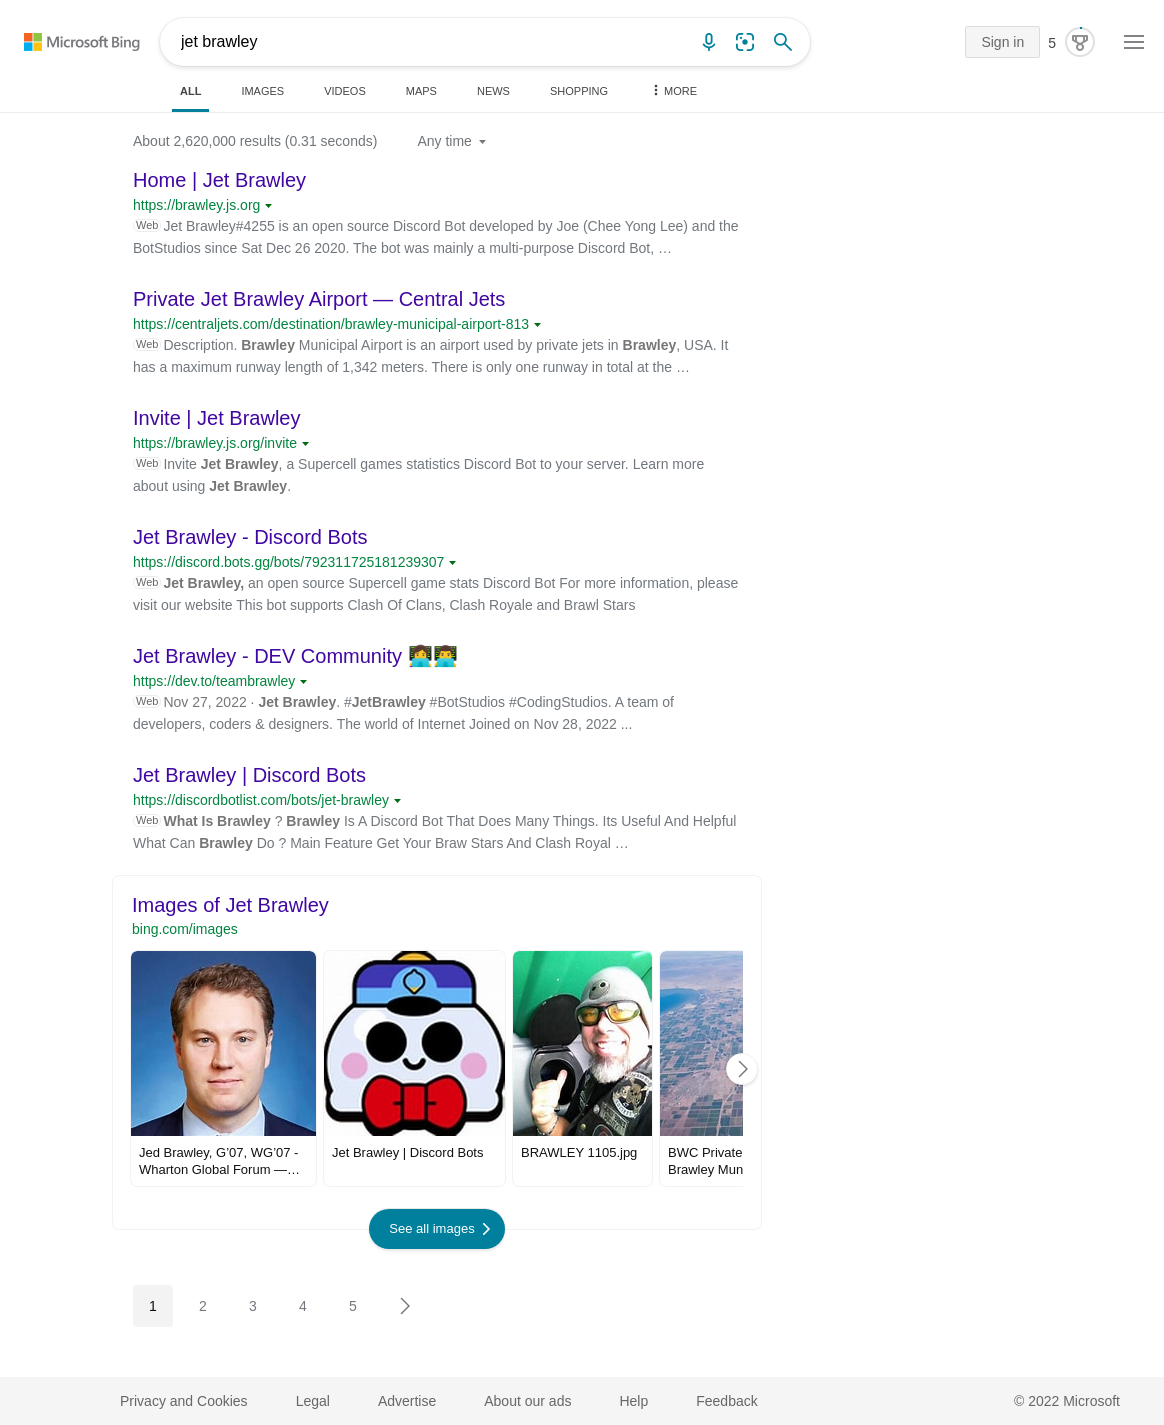 Microsoft Bing
jet brawley
Sign in
5
ALL
IMAGES
VIDEOS
MAPS
NEWS
SHOPPING
MORE
About 2,620,000 results (0.31 seconds)
Any time
Home | Jet Brawley
https://brawley.js.org
Web Jet Brawley#4255 is an open source Discord Bot developed by Joe (Chee Yong Lee) and the
BotStudios since Sat Dec 26 2020. The bot was mainly a multi-purpose Discord Bot, …
Private Jet Brawley Airport — Central Jets
https://centraljets.com/destination/brawley-municipal-airport-813
Web Description. Brawley Municipal Airport is an airport used by private jets in Brawley, USA. It
has a maximum runway length of 1,342 meters. There is only one runway in total at the …
Invite | Jet Brawley
https://brawley.js.org/invite
Web Invite Jet Brawley, a Supercell games statistics Discord Bot to your server. Learn more
about using Jet Brawley.
Jet Brawley - Discord Bots
https://discord.bots.gg/bots/792311725181239307
Web Jet Brawley, an open source Supercell game stats Discord Bot For more information, please
visit our website This bot supports Clash Of Clans, Clash Royale and Brawl Stars
Jet Brawley - DEV Community 👩‍💻👨‍💻
https://dev.to/teambrawley
Web Nov 27, 2022 · Jet Brawley. #JetBrawley #BotStudios #CodingStudios. A team of
developers, coders & designers. The world of Internet Joined on Nov 28, 2022 ...
Jet Brawley | Discord Bots
https://discordbotlist.com/bots/jet-brawley
Web What Is Brawley ? Brawley Is A Discord Bot That Does Many Things. Its Useful And Helpful
What Can Brawley Do ? Main Feature Get Your Braw Stars And Clash Royal …
Images of Jet Brawley
bing.com/images
Jed Brawley, G’07, WG’07 -
Wharton Global Forum —…
Jet Brawley | Discord Bots
BRAWLEY 1105.jpg
BWC Private
Brawley Mun
See all images
1
2
3
4
5
Privacy and Cookies
Legal
Advertise
About our ads
Help
Feedback
© 2022 Microsoft